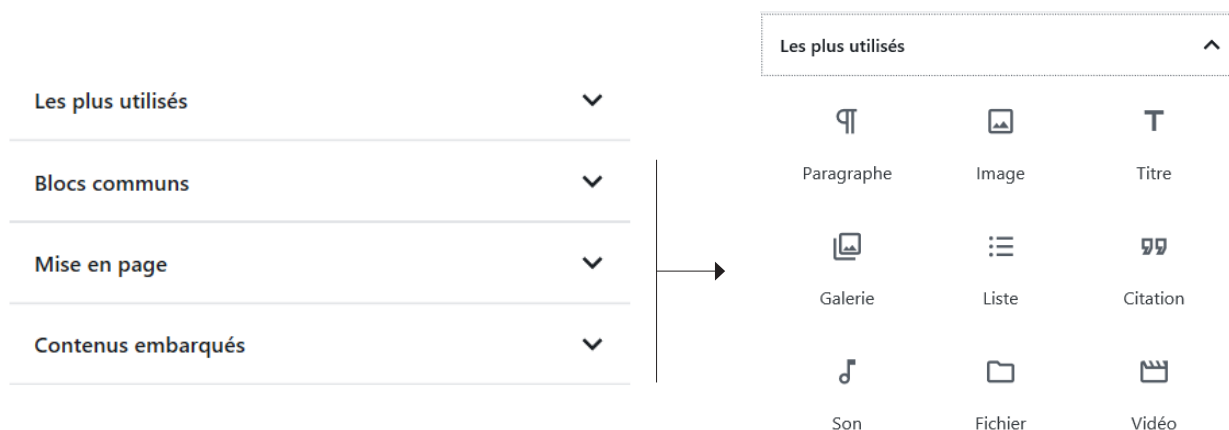 Les plus utilisés
Blocs communs
Mise en page
Contenus embarqués
Les plus utilisés
Paragraphe Image Titre
Galerie Liste Citation
Son Fichier Vidéo